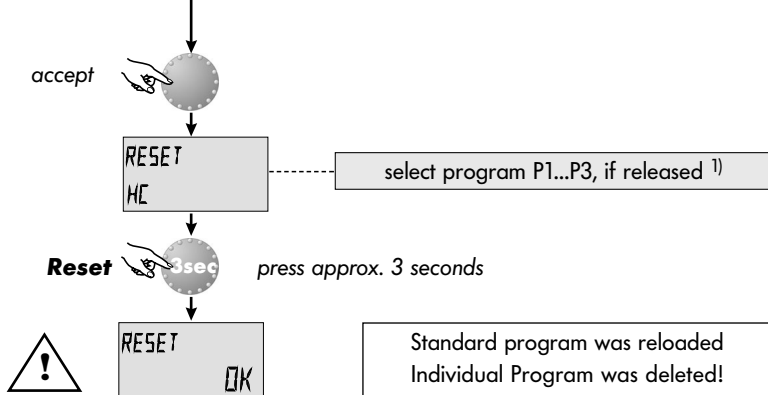 accept
RESET
HC
select program P1...P3, if released 1)
Reset
3sec
press approx. 3 seconds
!
RESET
OK
Standard program was reloaded
Individual Program was deleted!